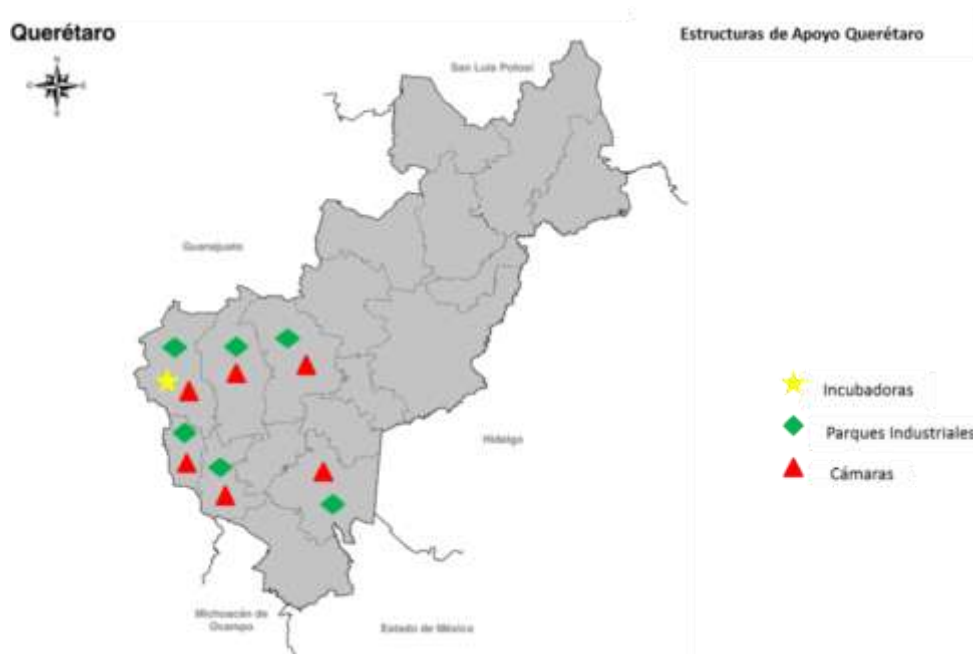 Querétaro
Estructuras de Apoyo Querétaro
N
San Luis Potosí
Guanajuato
Incubadoras
Parques Industriales
Hidalgo
Cámaras
Michoacán de
Ocampo
Estado de México